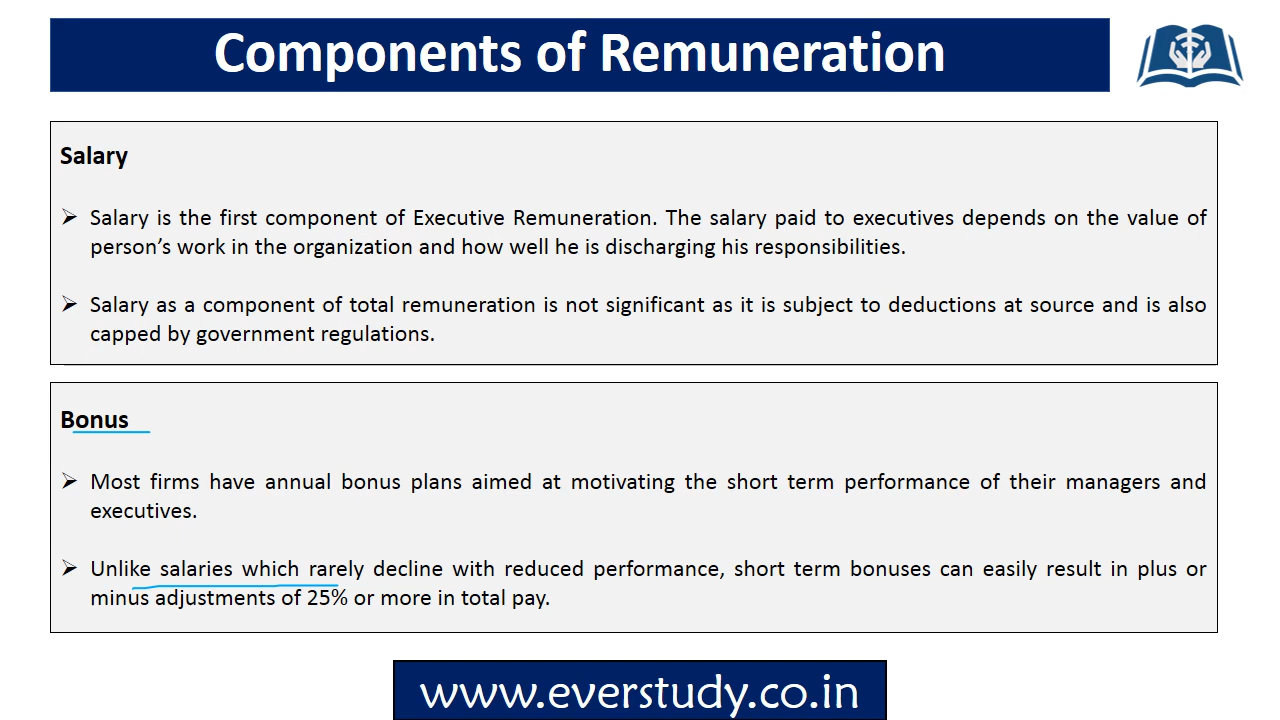 Components of Remuneration
Salary
➢ Salary is the first component of Executive Remuneration. The salary paid to executives depends on the value of
person’s work in the organization and how well he is discharging his responsibilities.
➢ Salary as a component of total remuneration is not significant as it is subject to deductions at source and is also
capped by government regulations.
Bonus
➢ Most firms have annual bonus plans aimed at motivating the short term performance of their managers and
executives.
➢ Unlike salaries which rarely decline with reduced performance, short term bonuses can easily result in plus or
minus adjustments of 25% or more in total pay.
www.everstudy.co.in